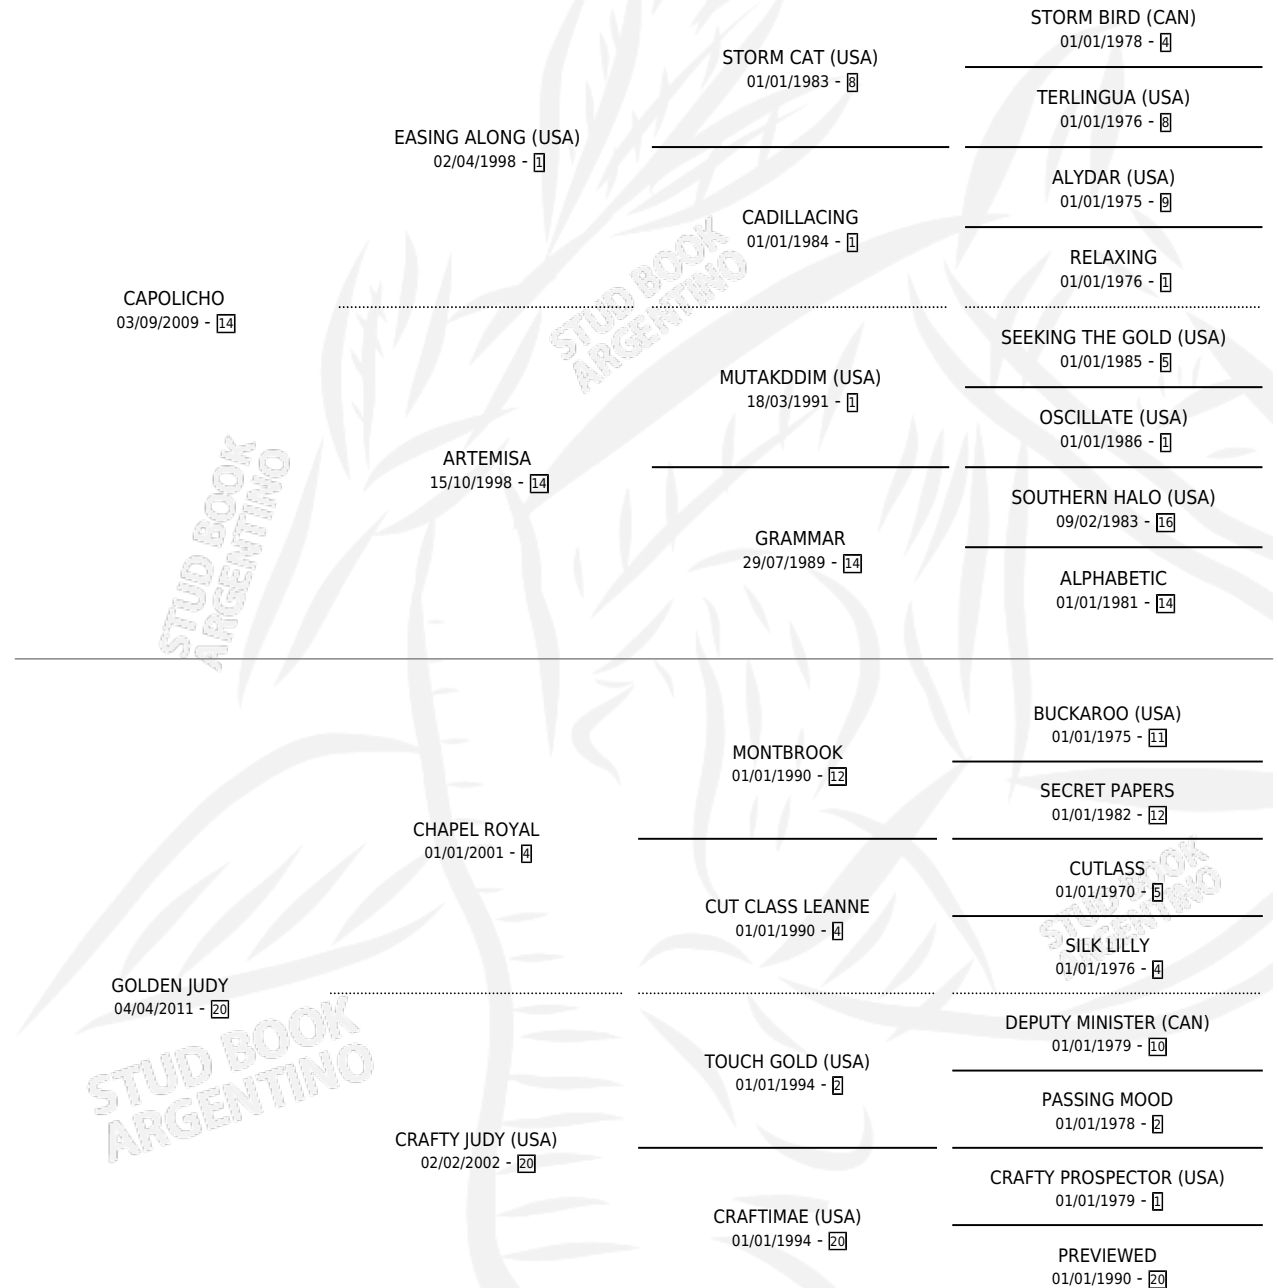 STORM BIRD (CAN)
01/01/1978 - 4
STORM CAT (USA)
01/01/1983 - 8
TERLINGUA (USA)
01/01/1976 - 8
EASING ALONG (USA)
02/04/1998 - 1
ALYDAR (USA)
01/01/1975 - 9
CADILLACING
01/01/1984 - 1
RELAXING
01/01/1976 - 1
CAPOLICHO
03/09/2009 - 14
STUD BOOK
ARGENTINO
SEEKING THE GOLD (USA)
01/01/1985 - 5
MUTAKDDIM (USA)
18/03/1991 - 1
OSCILLATE (USA)
01/01/1986 - 1
ARTEMISA
15/10/1998 - 14
SOUTHERN HALO (USA)
09/02/1983 - 16
GRAMMAR
29/07/1989 - 14
ALPHABETIC
01/01/1981 - 14
STUD BOOK
ARGENTINO
BUCKAROO (USA)
01/01/1975 - 11
MONTBROOK
01/01/1990 - 12
SECRET PAPERS
01/01/1982 - 12
CHAPEL ROYAL
01/01/2001 - 4
CUTLASS
01/01/1970 - 5
CUT CLASS LEANNE
01/01/1990 - 4
STUD BOOK
ARGENTINO
SILK LILLY
01/01/1976 - 4
GOLDEN JUDY
04/04/2011 - 20
STUD BOOK
ARGENTINO
DEPUTY MINISTER (CAN)
01/01/1979 - 10
TOUCH GOLD (USA)
01/01/1994 - 2
PASSING MOOD
01/01/1978 - 2
CRAFTY JUDY (USA)
02/02/2002 - 20
CRAFTY PROSPECTOR (USA)
01/01/1979 - 1
CRAFTIMAE (USA)
01/01/1994 - 20
PREVIEWED
01/01/1990 - 20